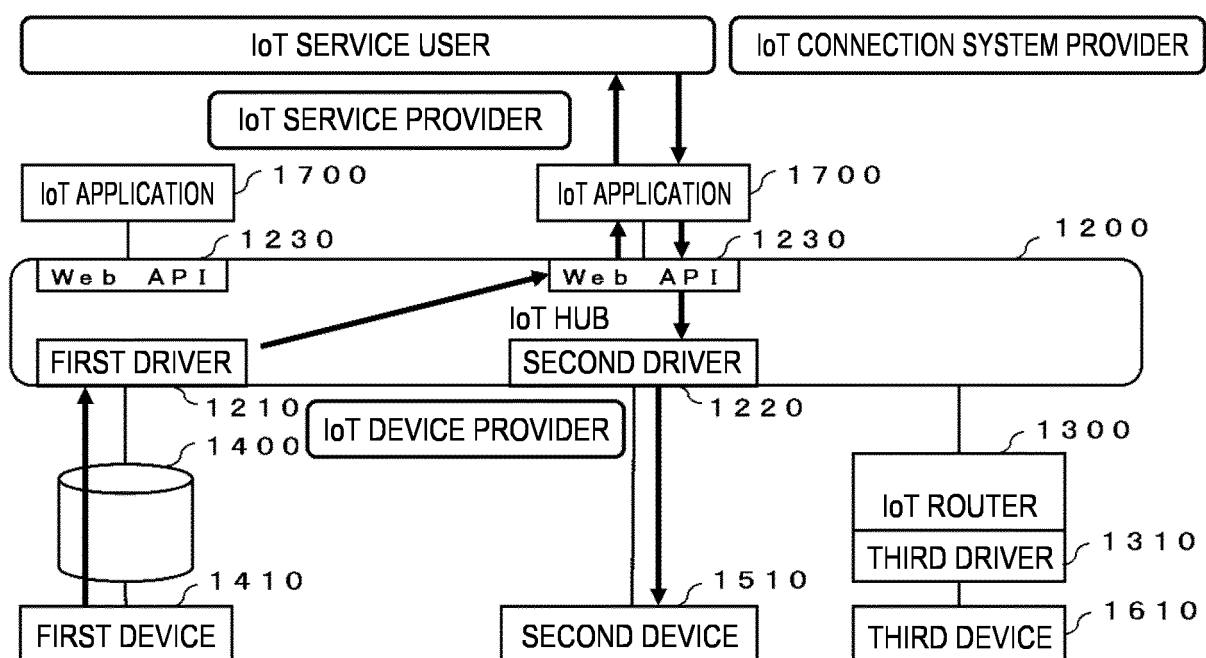 IoT SERVICE USER
IoT CONNECTION SYSTEM PROVIDER
IoT SERVICE PROVIDER
IoT APPLICATION
1700
IoT APPLICATION
1700
1230
1230
1200
Web API
Web API
IoT HUB
FIRST DRIVER
SECOND DRIVER
1210
1220
IoT DEVICE PROVIDER
1400
1300
IoT ROUTER
THIRD DRIVER
1310
1410
1510
1610
FIRST DEVICE
SECOND DEVICE
THIRD DEVICE